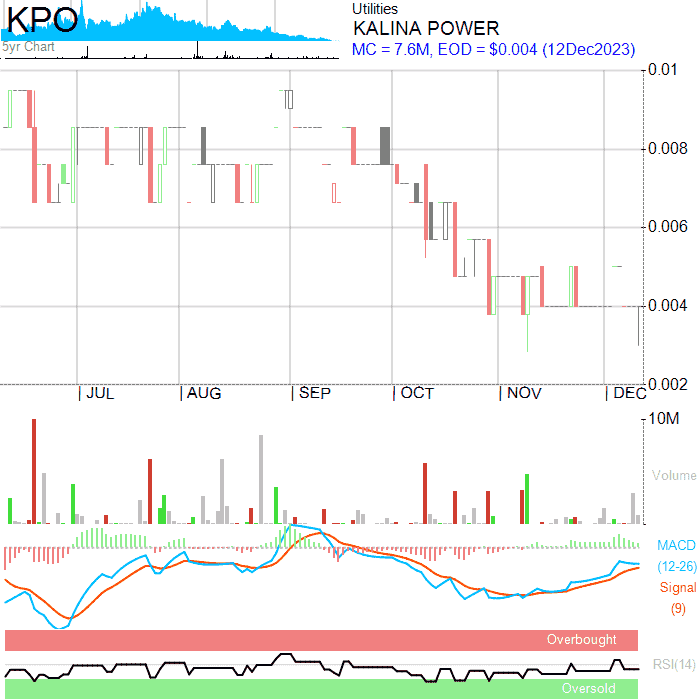 KPO
5yr Chart
Utilities
KALINA POWER
MC = 7.6M, EOD = $0.004 (12Dec2023)
0.01
0.008
0.006
0.004
0.002
JUL AUG SEP OCT NOV DEC
10M
Volume
MACD
(12-26)
Signal
(9)
Overbought
RSI(14)
Oversold